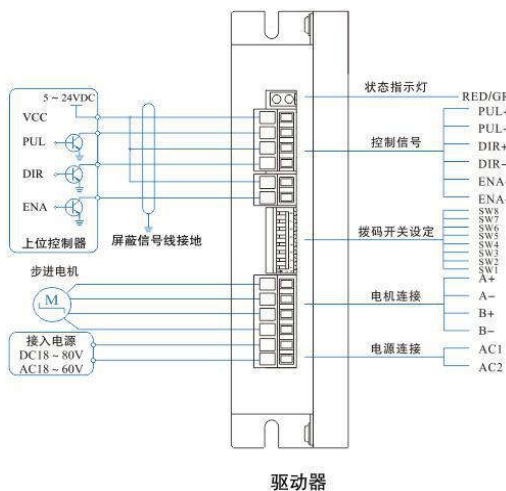 5～24VDC
VCC
PUL
DIR
ENA
上位控制器
屏蔽信号线接地
步进电机
M
接入电源
DC18～80V
AC18～60V
状态指示灯
控制信号
拨码开关设定
电机连接
电源连接
RED/GR
PUL+
PUL-
DIR+
DIR-
ENA
ENA
SW8
SW7
SW6
SW5
SW4
SW3
SW2
SW1
A+
A-
B+
B-
AC1
AC2
驱动器